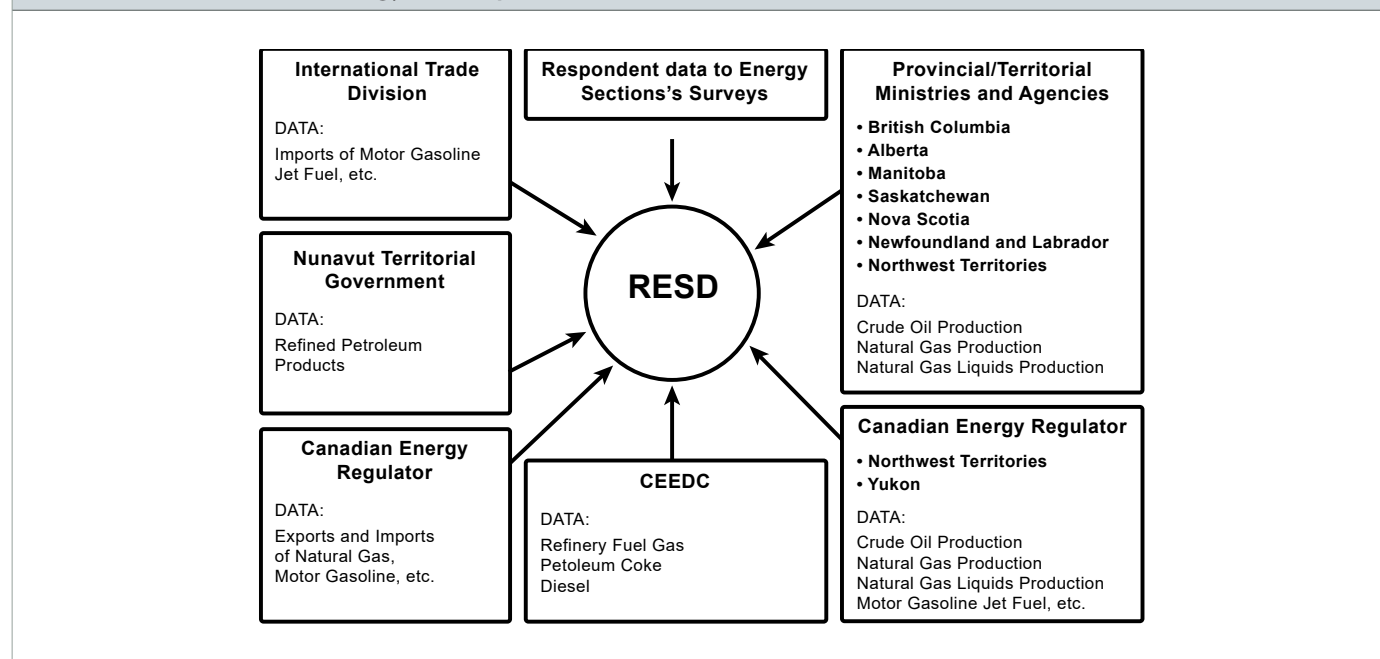 International Trade
Division
DATA:
Imports of Motor Gasoline
Jet Fuel, etc.
Respondent data to Energy
Sections's Surveys
Provincial/Territorial
Ministries and Agencies
• British Columbia
• Alberta
• Manitoba
• Saskatchewan
• Nova Scotia
• Newfoundland and Labrador
• Northwest Territories
DATA:
Crude Oil Production
Natural Gas Production
Natural Gas Liquids Production
Nunavut Territorial
Government
DATA:
Refined Petroleum
Products
RESD
Canadian Energy
Regulator
DATA:
Exports and Imports
of Natural Gas,
Motor Gasoline, etc.
CEEDC
DATA:
Refinery Fuel Gas
Petoleum Coke
Diesel
Canadian Energy Regulator
• Northwest Territories
• Yukon
DATA:
Crude Oil Production
Natural Gas Production
Natural Gas Liquids Production
Motor Gasoline Jet Fuel, etc.